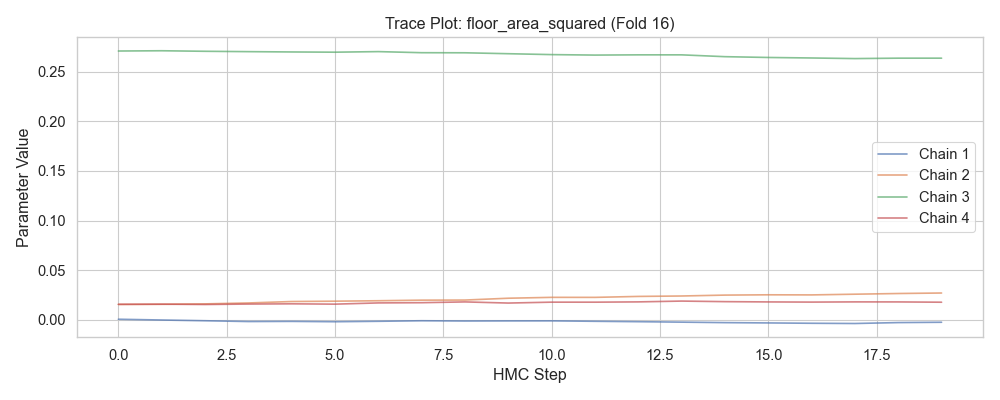 Trace Plot: floor_area_squared (Fold 16)
Parameter Value
0.25
0.20
0.15
0.10
0.05
0.00
Chain 1
Chain 2
Chain 3
Chain 4
0.0 2.5 5.0 7.5 10.0 12.5 15.0 17.5
HMC Step